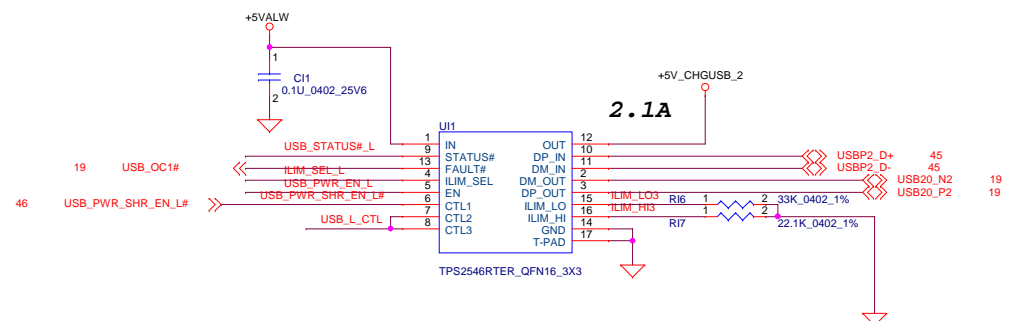 +5VALW
1
CI1
0.1U_0402_25V6
2
+5V_CHGUSB_2
2.1A
UI1
USB_STATUS#_L
1 IN OUT 12
9 STATUS# DP_IN 10 USBP2_D+ 45
19 USB_OC1# 13 FAULT# DM_IN 11 USBP2_D- 45
ILIM_SEL_L 4 ILIM_SEL DM_OUT 2 USB20_N2 19
USB_PWR_EN_L 5 EN DP_OUT 3 USB20_P2 19
46 USB_PWR_SHR_EN_L# USB_PWR_SHR_EN_L# 6 CTL1 ILIM_LO 15 ILIM_LO3 RI6 1 2 33K_0402_1%
7 CTL2 ILIM_HI 16 ILIM_HI3 1 2
USB_L_CTL 8 CTL3 GND 14 RI7 22.1K_0402_1%
T-PAD 17
TPS2546RTER_QFN16_3X3